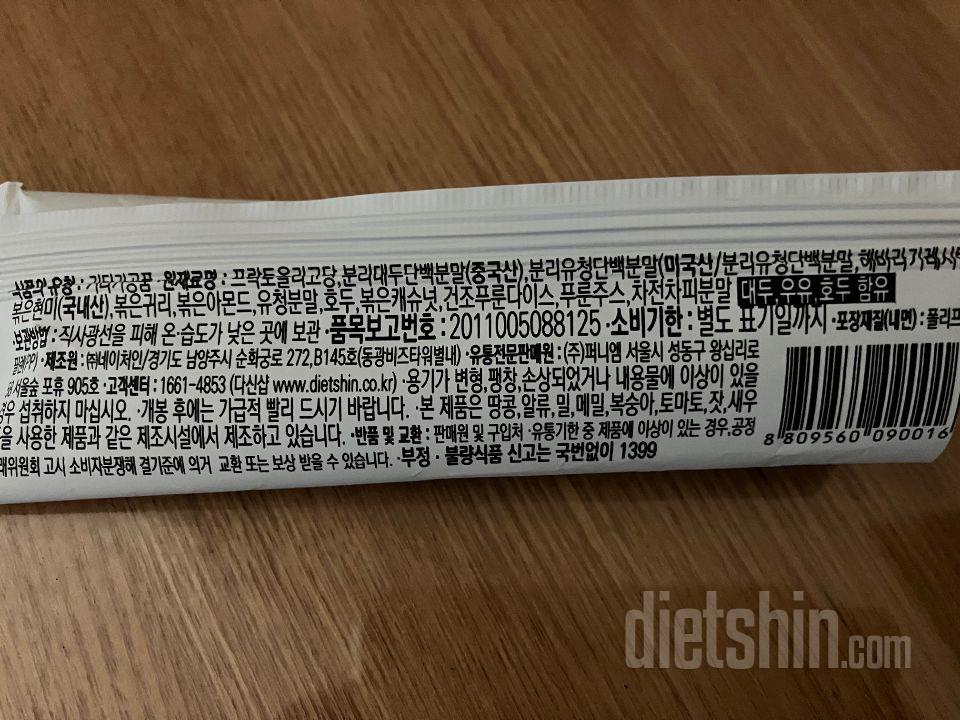 식품의 유형 : 기타가공품 원재료명 : 프락토올리고당, 분리대두단백분말(중국산), 분리유청단백분말(미국산/분리유청단백분말, 해바라기레시틴
볶은현미(국내산), 볶은귀리, 볶은아몬드, 유청분말, 호두, 볶은캐슈넛, 건조푸룬다이스, 푸룬주스, 차전차피분말 대두, 우유, 호두 함유
·보관방법 : 직사광선을 피해 온·습도가 낮은 곳에 보관 ·품목보고번호 : 2011005088125 ·소비기한 : 별도 표기일까지 ·포장재질(내면) : 폴리프
필렌(PP) ·제조원 : ㈜네이처인/경기도 남양주시 순화궁로 272, B145호(동광비즈타워별내) ·유통전문판매원 : (주)퍼니앱 서울시 성동구 왕십리로
서울숲 포휴 905호 ·고객센터 : 1661-4853 (다신샵 www.dietshin.co.kr) ·용기가 변형, 팽창, 손상되었거나 내용물에 이상이 있을
경우 섭취하지 마십시오. ·개봉 후에는 가급적 빨리 드시기 바랍니다. ·본 제품은 땅콩, 알류, 밀, 메밀, 복숭아, 토마토, 잣, 새우
을 사용한 제품과 같은 제조시설에서 제조하고 있습니다. ·반품 및 교환 : 판매원 및 구입처 ·유통기한 중 제품에 이상이 있는 경우, 공정
래위원회 고시 소비자분쟁해결기준에 의거 교환 또는 보상 받을 수 있습니다. ·부정·불량식품 신고는 국번없이 1399
8 809560 090016
dietshin.com